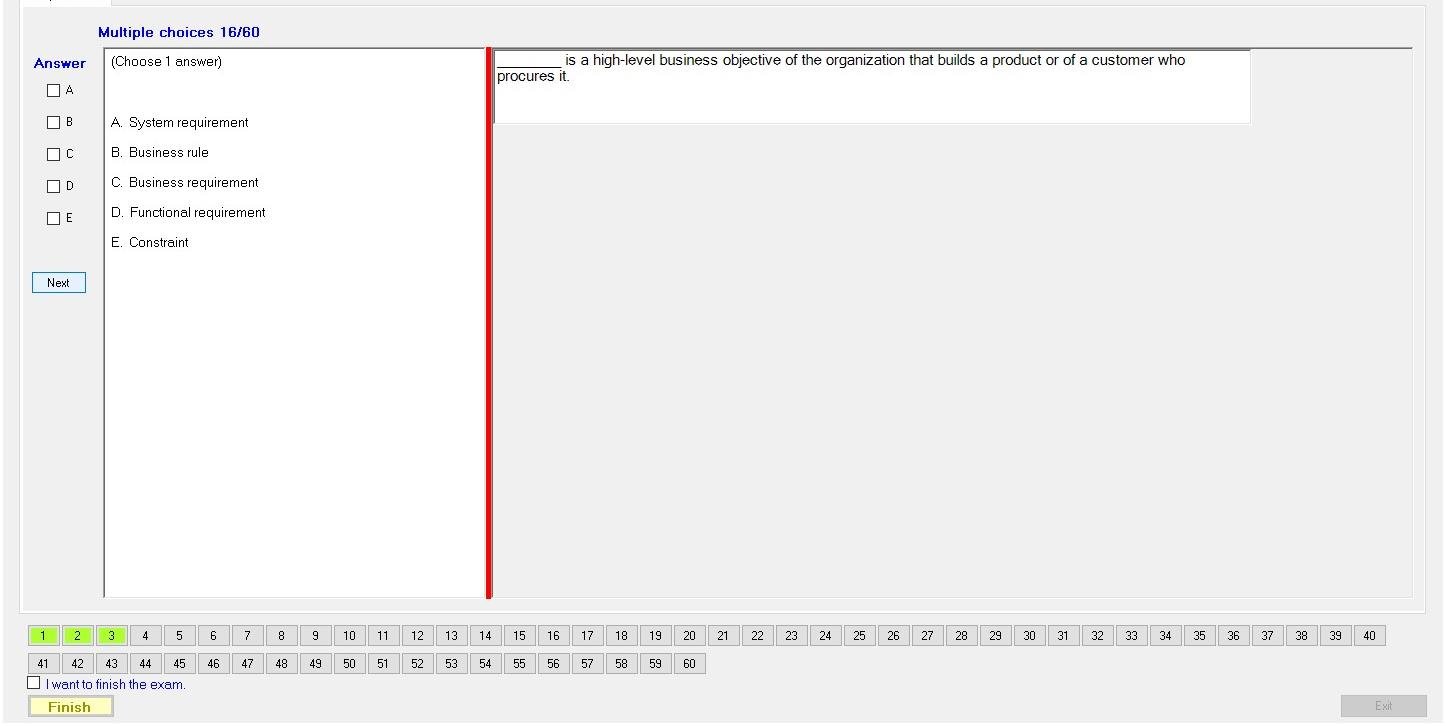 Multiple choices 16/60
Answer
A
B
C
D
E
Next
(Choose 1 answer)
A. System requirement
B. Business rule
C. Business requirement
D. Functional requirement
E. Constraint
________ is a high-level business objective of the organization that builds a product or of a customer who
procures it.
1 2 3 4 5 6 7 8 9 10 11 12 13 14 15 16 17 18 19 20 21 22 23 24 25 26 27 28 29 30 31 32 33 34 35 36 37 38 39 40
41 42 43 44 45 46 47 48 49 50 51 52 53 54 55 56 57 58 59 60
I want to finish the exam.
Finish
Exit